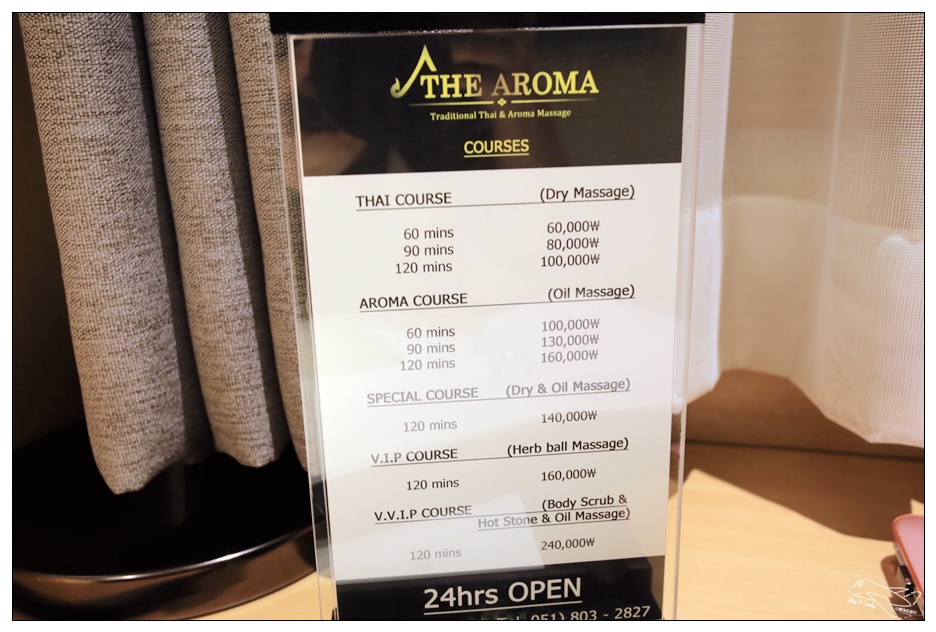 THE AROMA
Traditional Thai & Aroma Massage
COURSES
THAI COURSE (Dry Massage)
60 mins 60,000₩
90 mins 80,000₩
120 mins 100,000₩
AROMA COURSE (Oil Massage)
60 mins 100,000₩
90 mins 130,000₩
120 mins 160,000₩
SPECIAL COURSE (Dry & Oil Massage)
120 mins 140,000₩
V.I.P COURSE (Herb ball Massage)
120 mins 160,000₩
V.V.I.P COURSE (Body Scrub &
Hot Stone & Oil Massage)
120 mins 240,000₩
24hrs OPEN
Tel. 051) 803 - 2827